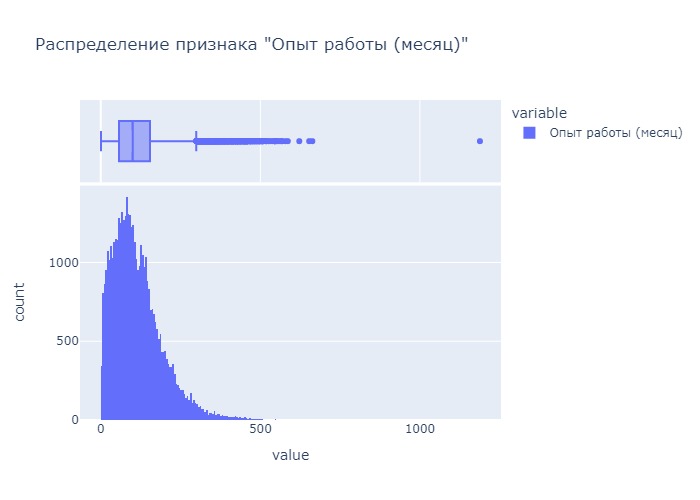 Распределение признака "Опыт работы (месяц)"
variable
Опыт работы (месяц)
1000
500
0
count
0
500
1000
value